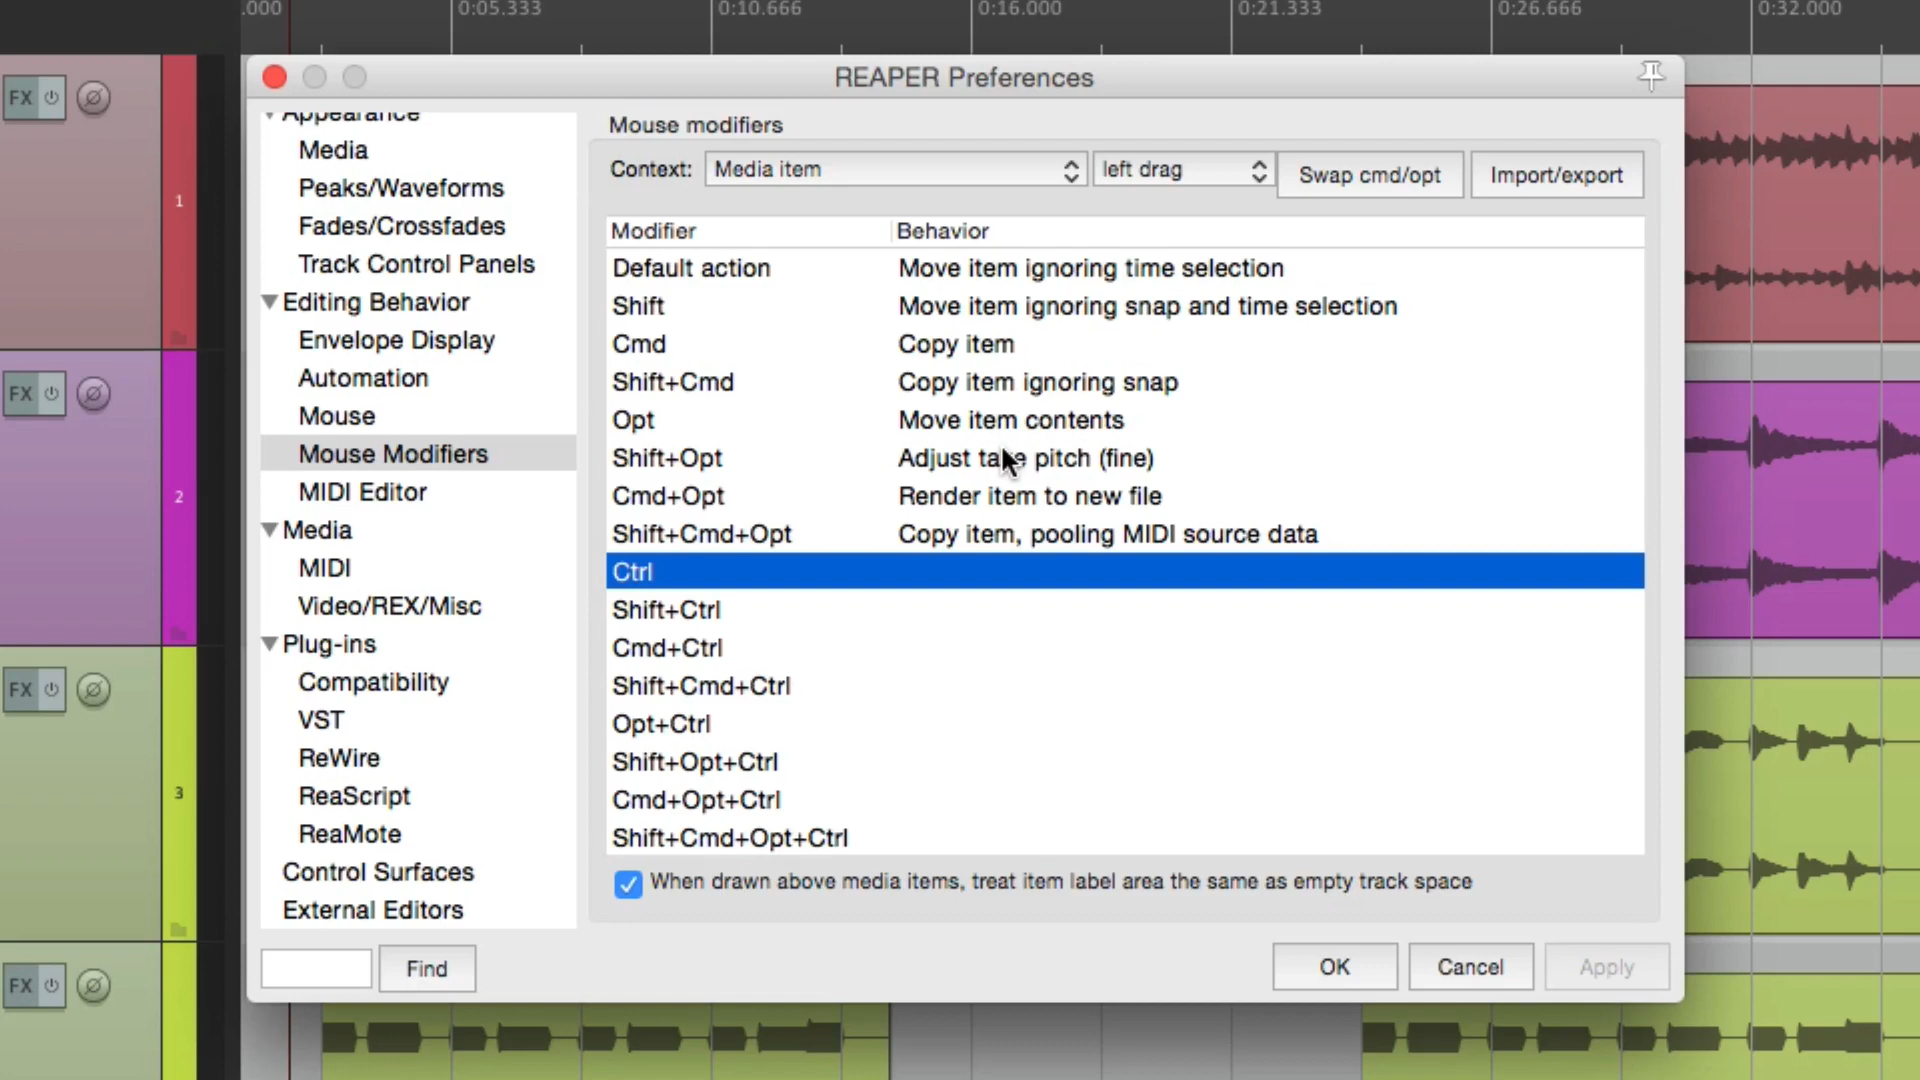 .000
0:05.333
0:10.666
0:16.000
0:21.333
0:26.666
0:32.000
REAPER Preferences
Appearance
Media
Peaks/Waveforms
Fades/Crossfades
Track Control Panels
Editing Behavior
Envelope Display
Automation
Mouse
Mouse Modifiers
MIDI Editor
Media
MIDI
Video/REX/Misc
Plug-ins
Compatibility
VST
ReWire
ReaScript
ReaMote
Control Surfaces
External Editors
Find
Mouse modifiers
Context: Media item left drag Swap cmd/opt Import/export
Modifier Behavior
Default action Move item ignoring time selection
Shift Move item ignoring snap and time selection
Cmd Copy item
Shift+Cmd Copy item ignoring snap
Opt Move item contents
Shift+Opt Adjust take pitch (fine)
Cmd+Opt Render item to new file
Shift+Cmd+Opt Copy item, pooling MIDI source data
Ctrl
Shift+Ctrl
Cmd+Ctrl
Shift+Cmd+Ctrl
Opt+Ctrl
Shift+Opt+Ctrl
Cmd+Opt+Ctrl
Shift+Cmd+Opt+Ctrl
When drawn above media items, treat item label area the same as empty track space
OK Cancel Apply
FX
1
FX
2
FX
3
FX